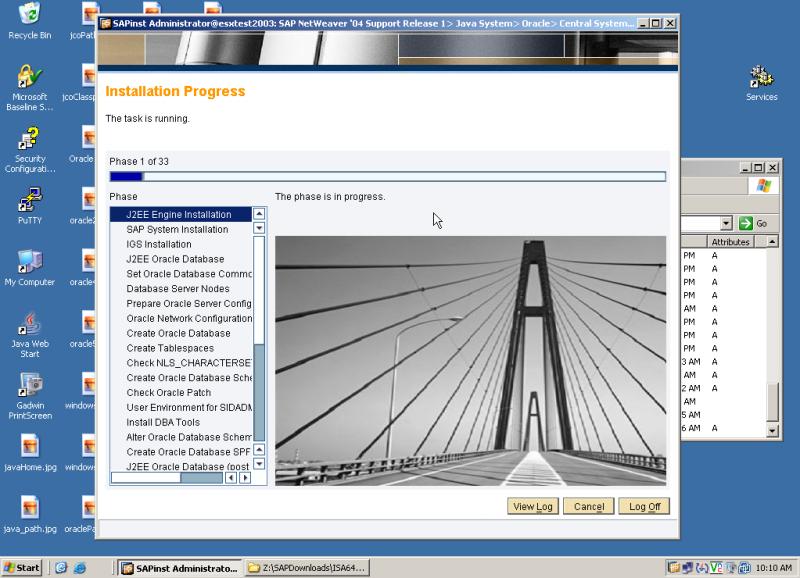 SAPinst Administrator@esxtest2003: SAP NetWeaver '04 Support Release 1> Java System> Oracle> Central System...
Recycle Bin
jcoPat
Microsoft
Baseline S...
jcoClassp
Security
Configurati...
Oracle
PuTTY
oracle2
My Computer
oracle
Java Web
Start
oracle
Gadwin
PrintScreen
window
javaHome.jpg
window
java_path.jpg
oraclePa
Services
Installation Progress
The task is running.
Phase 1 of 33
Phase
The phase is in progress.
J2EE Engine Installation
SAP System Installation
IGS Installation
J2EE Oracle Database
Set Oracle Database Commo
Database Server Nodes
Prepare Oracle Server Config
Oracle Network Configuration
Create Oracle Database
Create Tablespaces
Check NLS_CHARACTERSE
Create Oracle Database Sche
Check Oracle Patch
User Environment for SIDADM
Install DBA Tools
Alter Oracle Database Schem
Create Oracle Database SPF
J2EE Oracle Database (post
View Log
Cancel
Log Off
Go
Attributes
PM A
PM A
PM A
PM A
AM A
PM A
PM A
PM A
3 AM A
AM A
2 AM A
AM
5 AM
6 AM A
Start
SAPinst Administrato...
Z:\SAPDownloads\ISA64...
10:10 AM